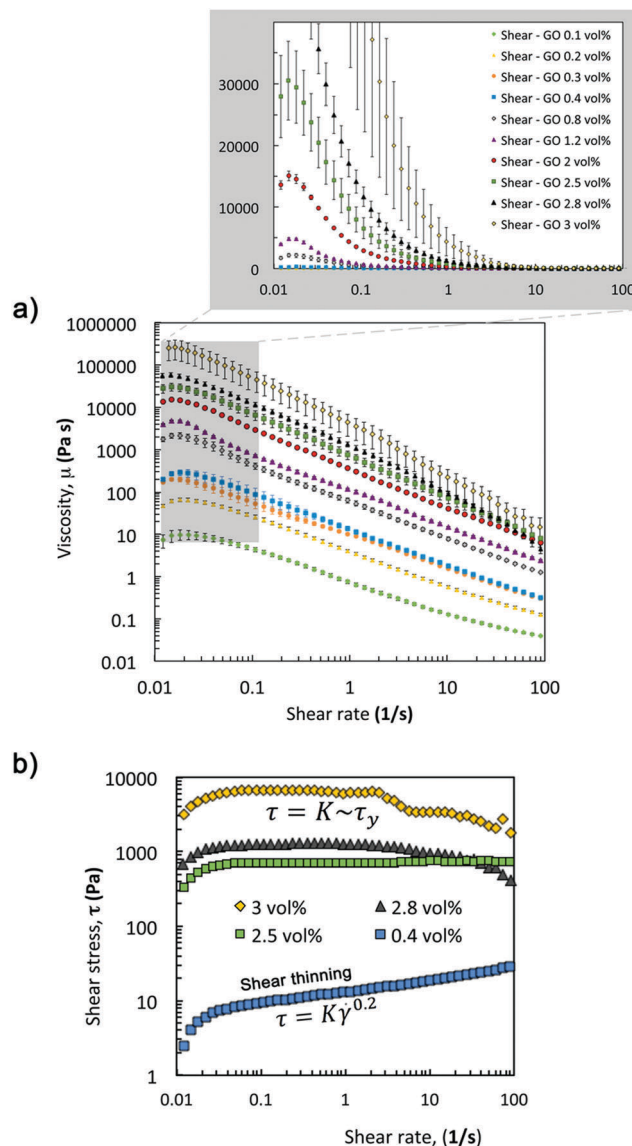 40000
30000
20000
10000
0
0.01 0.1 1 10 100
Shear - GO 0.1 vol%
Shear - GO 0.2 vol%
Shear - GO 0.3 vol%
Shear - GO 0.4 vol%
Shear - GO 0.8 vol%
Shear - GO 1.2 vol%
Shear - GO 2 vol%
Shear - GO 2.5 vol%
Shear - GO 2.8 vol%
Shear - GO 3 vol%
a)
Viscosity, μ (Pa s)
1000000
100000
10000
1000
100
10
1
0.1
0.01
0.01 0.1 1 10 100
Shear rate (1/s)
b)
Shear stress, τ (Pa)
10000
1000
100
10
1
τ = K~τy
3 vol% 2.8 vol%
2.5 vol% 0.4 vol%
Shear thinning
τ = Kγ̇^0.2
0.01 0.1 1 10 100
Shear rate, (1/s)